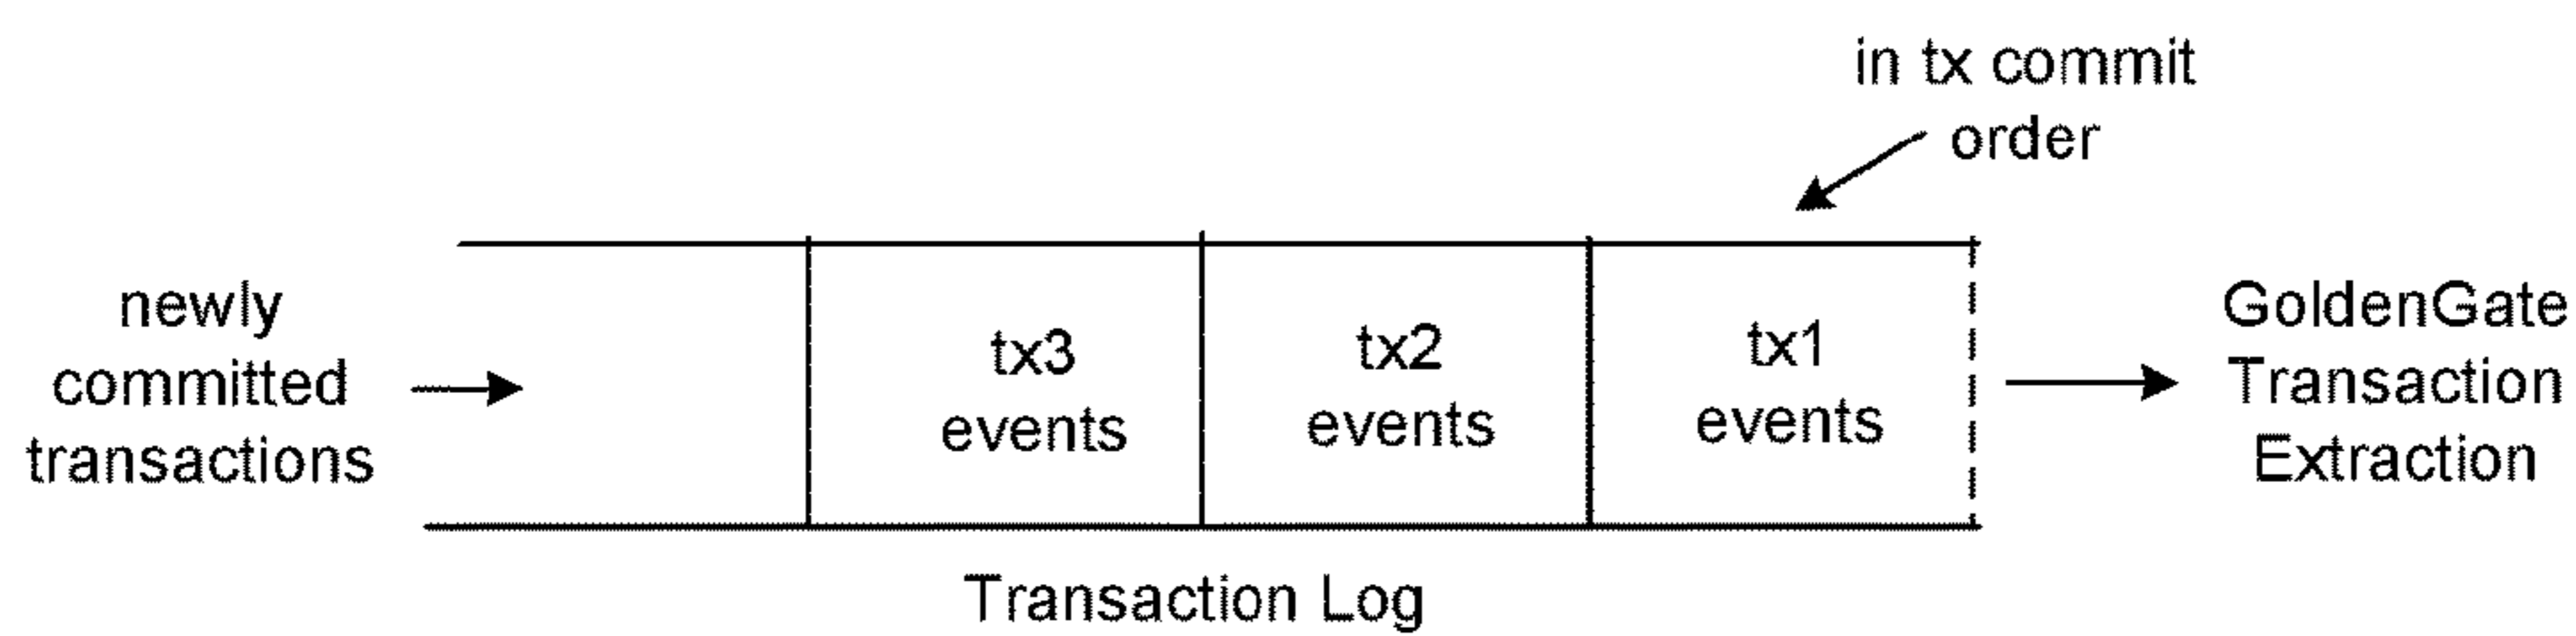 in tx commit
order
newly
committed
transactions
tx3
events
tx2
events
tx1
events
GoldenGate
Transaction
Extraction
Transaction Log